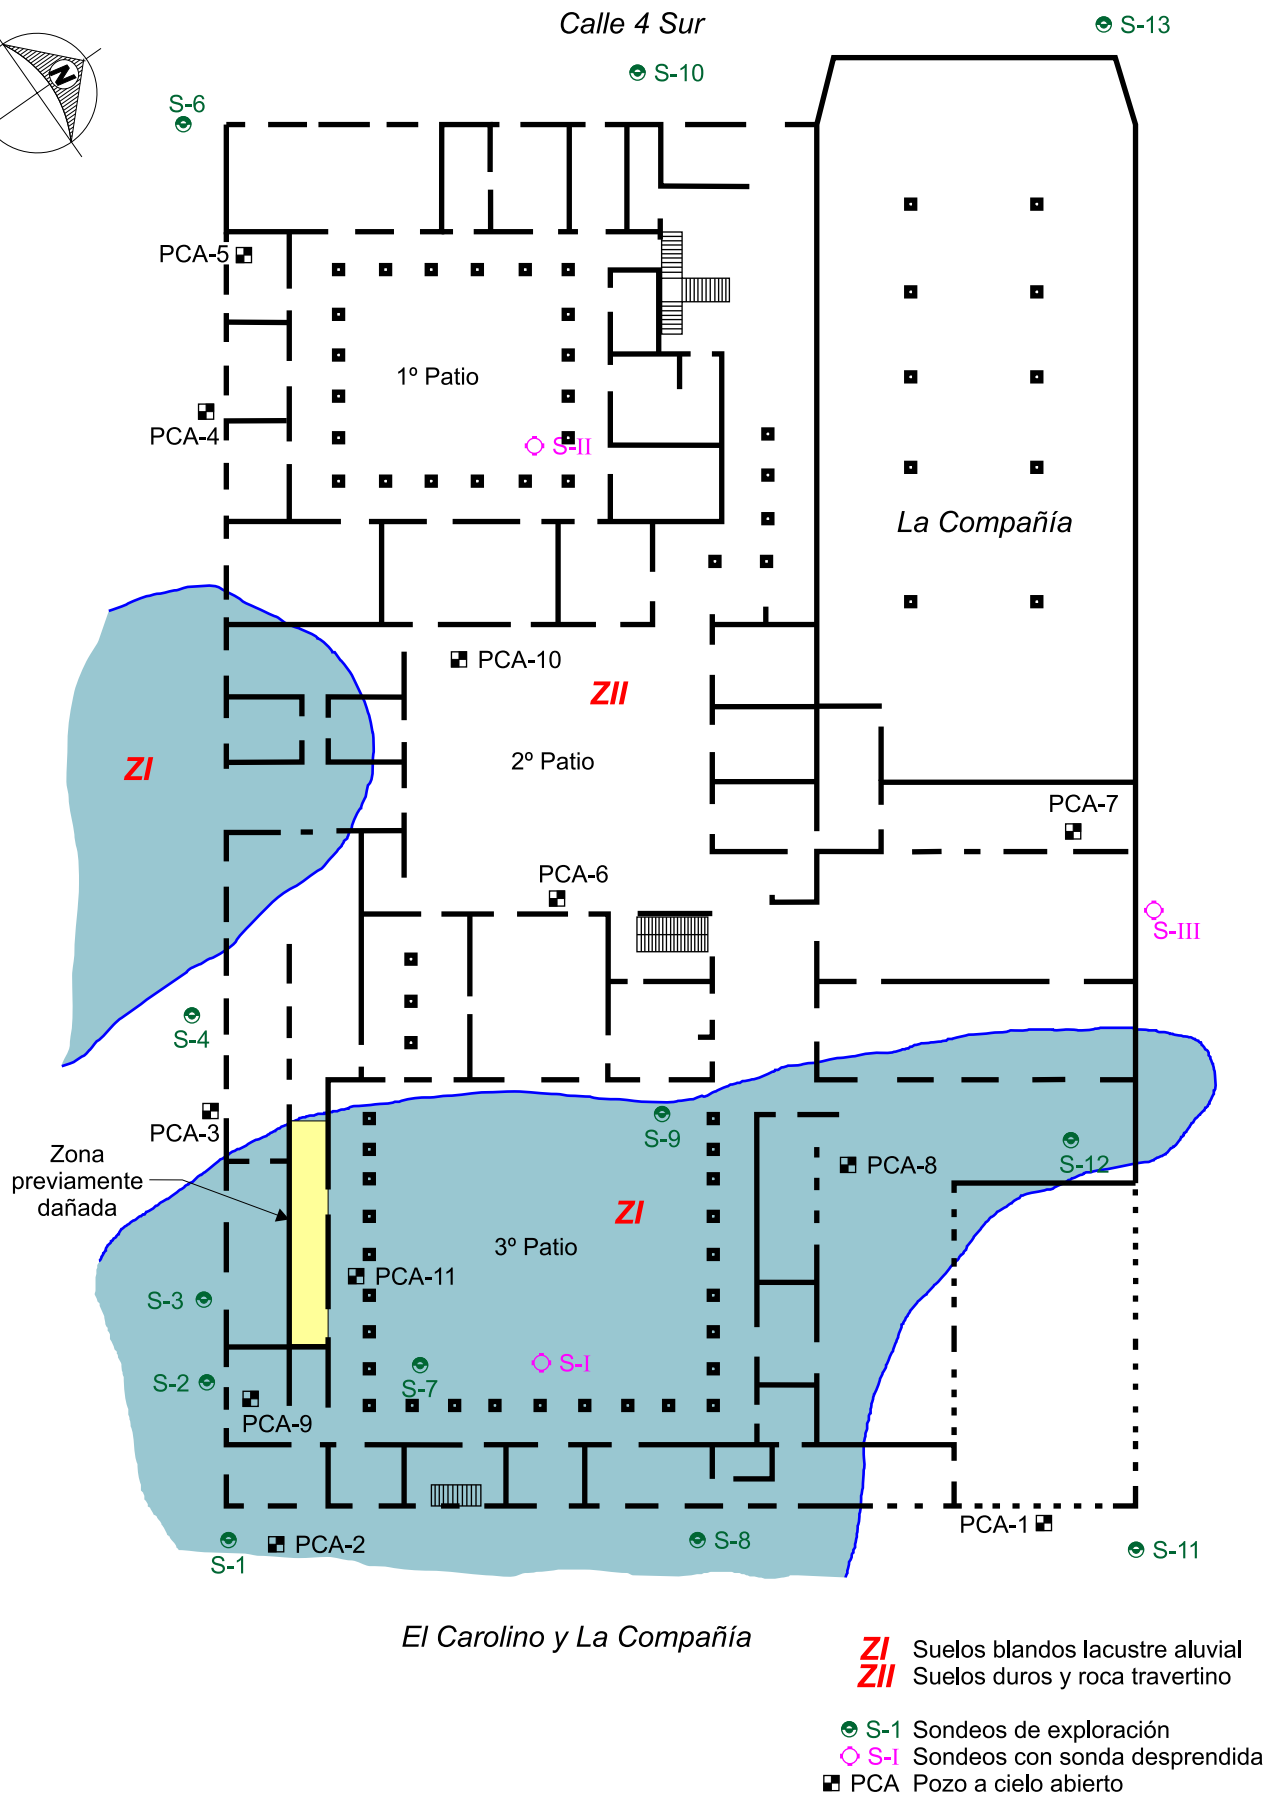 Calle 4 Sur
S-13
S-10
N
S-6
PCA-5
1º Patio
PCA-4
S-II
La Compañía
PCA-10
ZII
2º Patio
ZI
PCA-7
PCA-6
S-III
S-4
PCA-3
S-9
S-12
PCA-8
Zona
previamente
dañada
ZI
3º Patio
PCA-11
S-3
S-I
S-2
S-7
PCA-9
PCA-1
S-1
PCA-2
S-8
S-11
El Carolino y La Compañía
ZI Suelos blandos lacustre aluvial
ZII Suelos duros y roca travertino
S-1 Sondeos de exploración
S-I Sondeos con sonda desprendida
PCA Pozo a cielo abierto